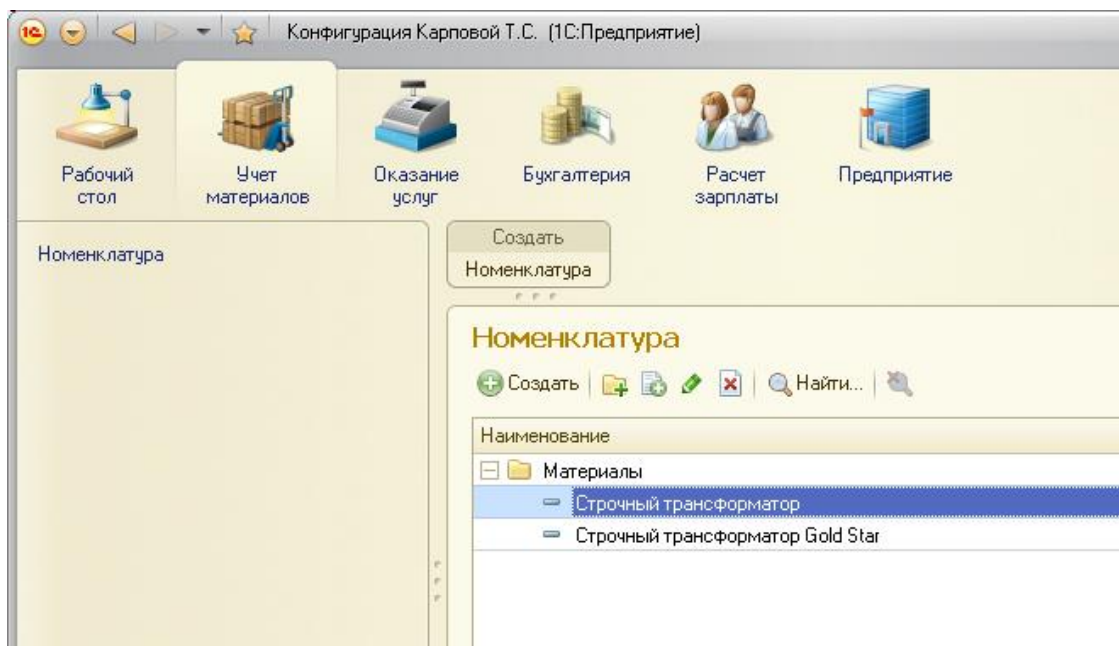 1С Конфигурация Карповой Т.С. (1С:Предприятие)
Рабочий стол
Учет материалов
Оказание услуг
Бухгалтерия
Расчет зарплаты
Предприятие
Номенклатура
Создать
Номенклатура
Номенклатура
Создать Найти...
Наименование
Материалы
Строчный трансформатор
Строчный трансформатор Gold Star